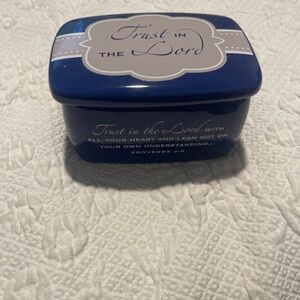 Trust IN
THE Lord
Trust in the Lord WITH
ALL YOUR HEART AND LEAN NOT ON
YOUR OWN UNDERSTANDING...
PROVERBS 3:5